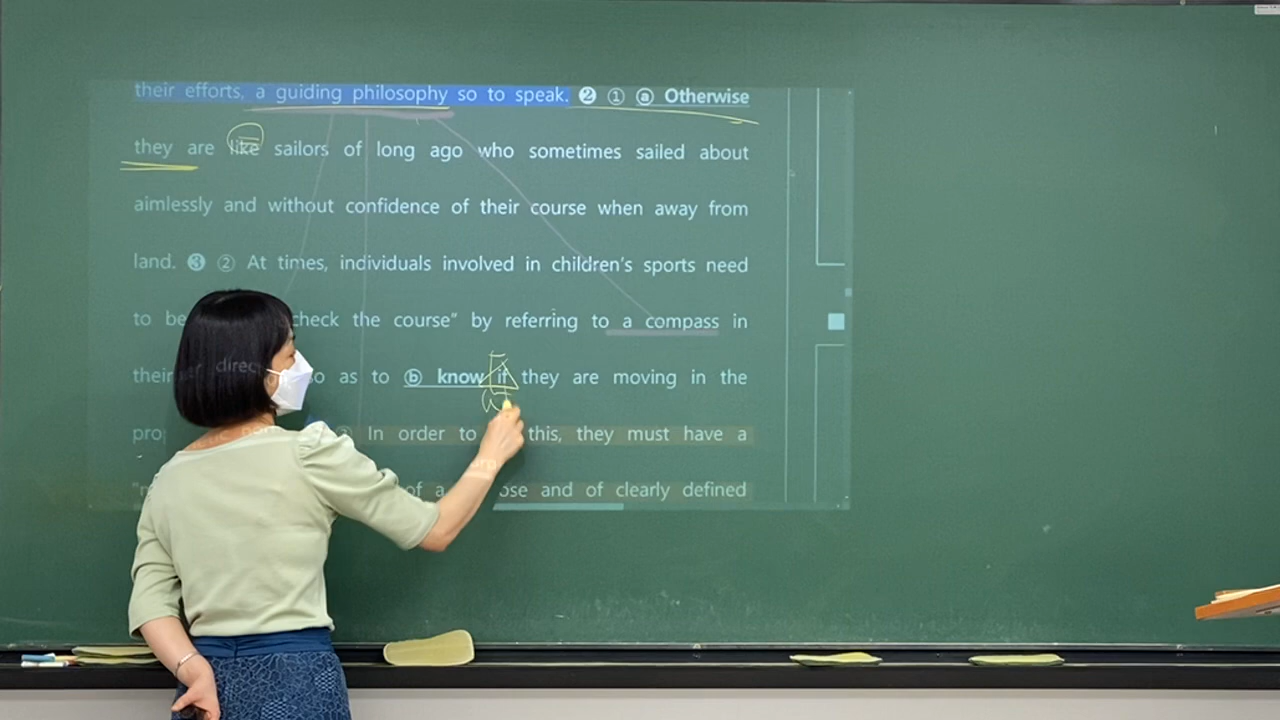 their efforts, a guiding philosophy so to speak. ❷ ① ⓐ Otherwise
they are like sailors of long ago who sometimes sailed about
aimlessly and without confidence of their course when away from
land. ❸ ② At times, individuals involved in children's sports need
to be check the course" by referring to a compass in
their direc so as to ⓑ know if they are moving in the
In order to this, they must have a
of a and of clearly defined